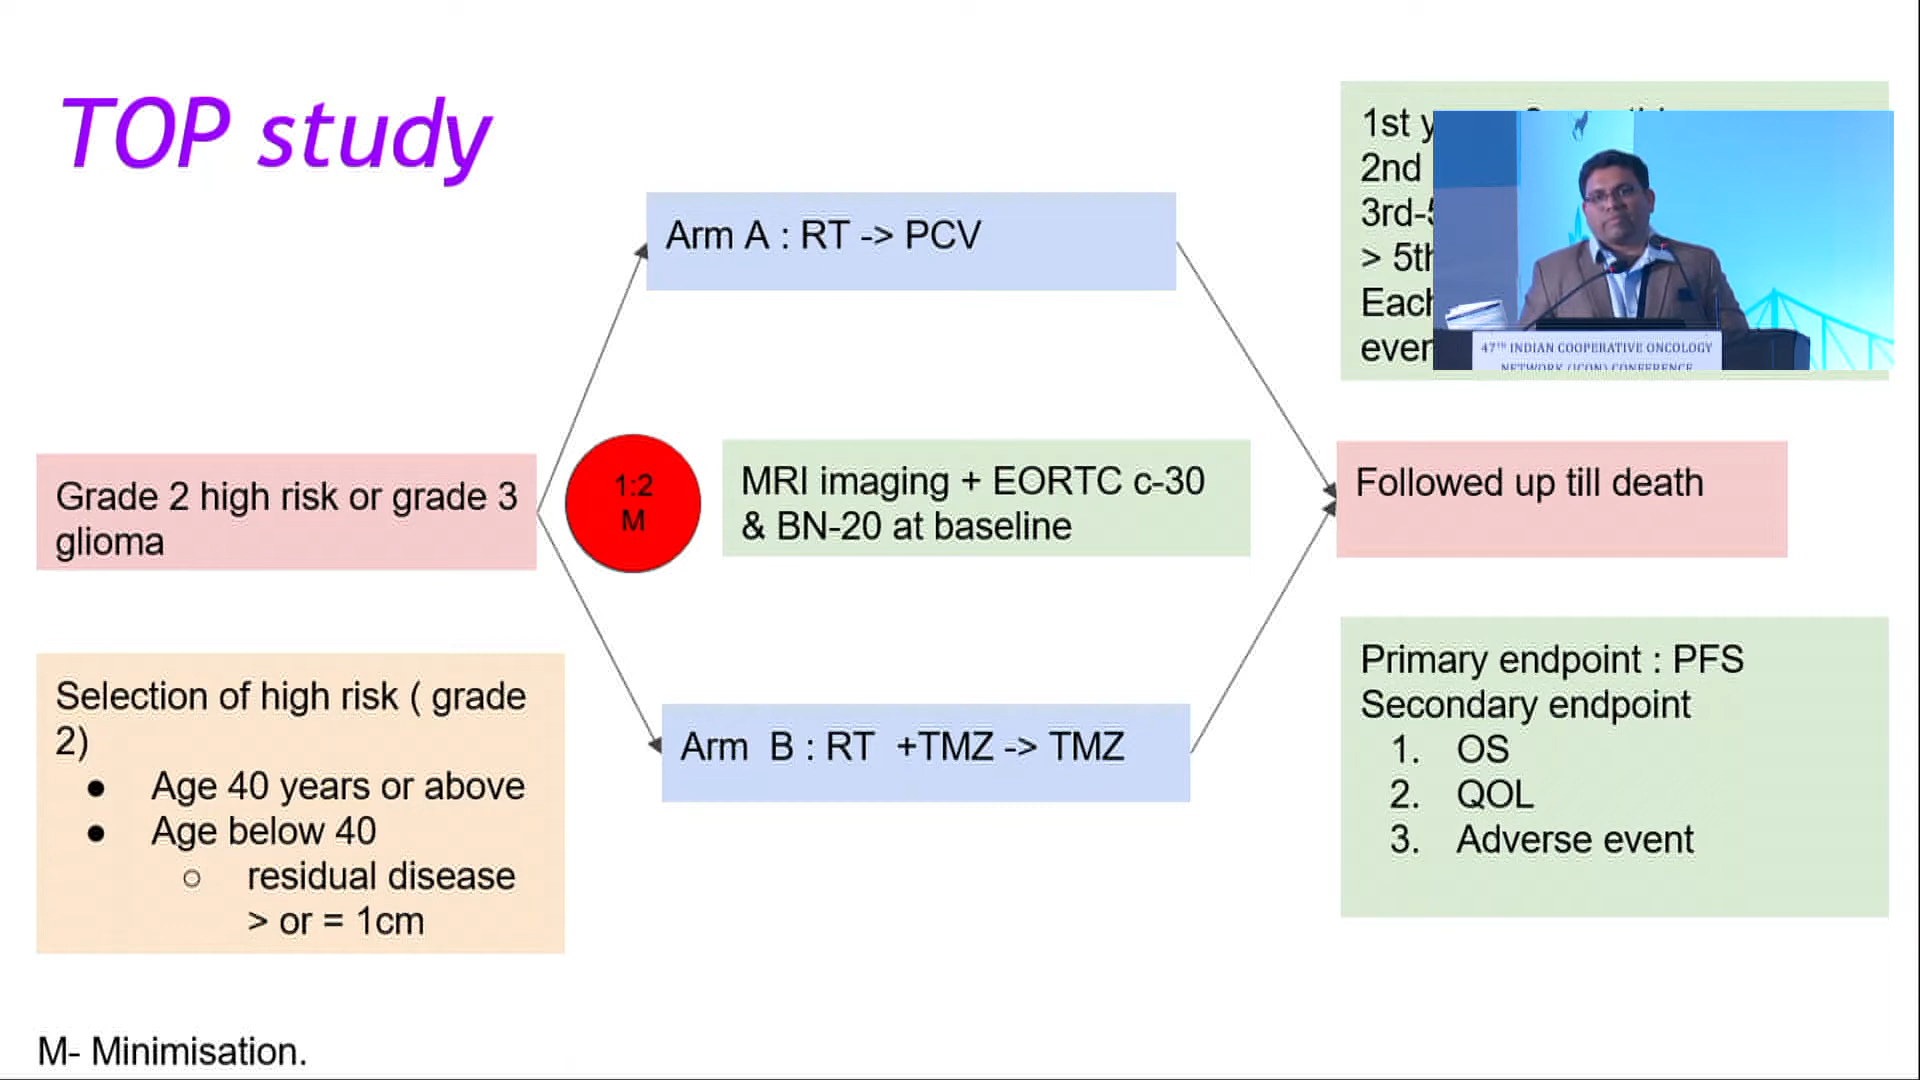 TOP study
1st
2nd
3rd-
> 5th
Arm A : RT -> PCV
47TH INDIAN COOPERATIVE ONCOLOGY
NETWORK (ICON) CONFERENCE
Grade 2 high risk or grade 3
glioma
1:2
M
MRI imaging + EORTC c-30
& BN-20 at baseline
Followed up till death
Selection of high risk ( grade
2)
● Age 40 years or above
● Age below 40
○ residual disease
> or = 1cm
Arm B : RT +TMZ -> TMZ
Primary endpoint : PFS
Secondary endpoint
1. OS
2. QOL
3. Adverse event
M- Minimisation.